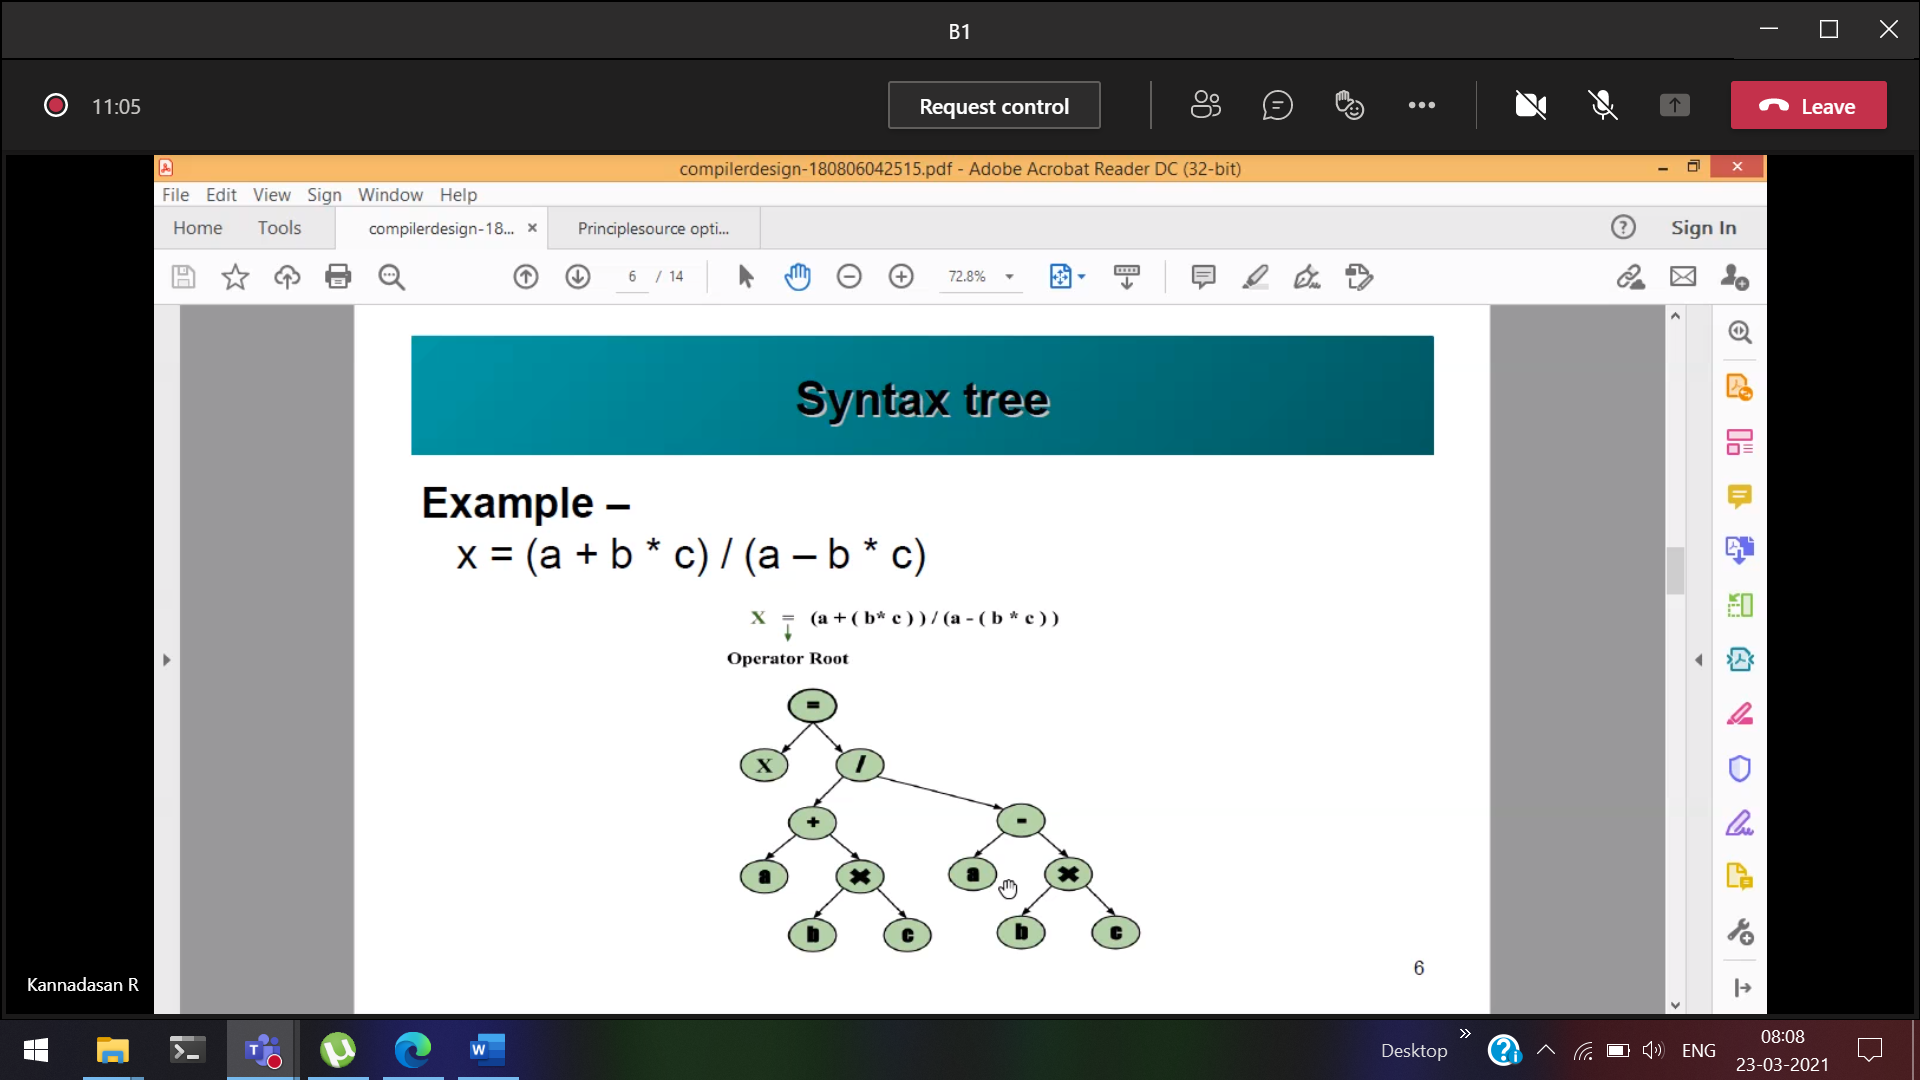 B1
11:05
Request control
Leave
compilerdesign-180806042515.pdf - Adobe Acrobat Reader DC (32-bit)
File Edit View Sign Window Help
Home Tools compilerdesign-18... × Principlesource opti... Sign In
6 / 14 72.8%
Syntax tree
Example –
x = (a + b * c) / (a – b * c)
X = (a + ( b* c ) ) / (a - ( b * c ) )
Operator Root
=
X /
+ -
a * a *
b c b c
6
Kannadasan R
Desktop ENG 08:08
23-03-2021